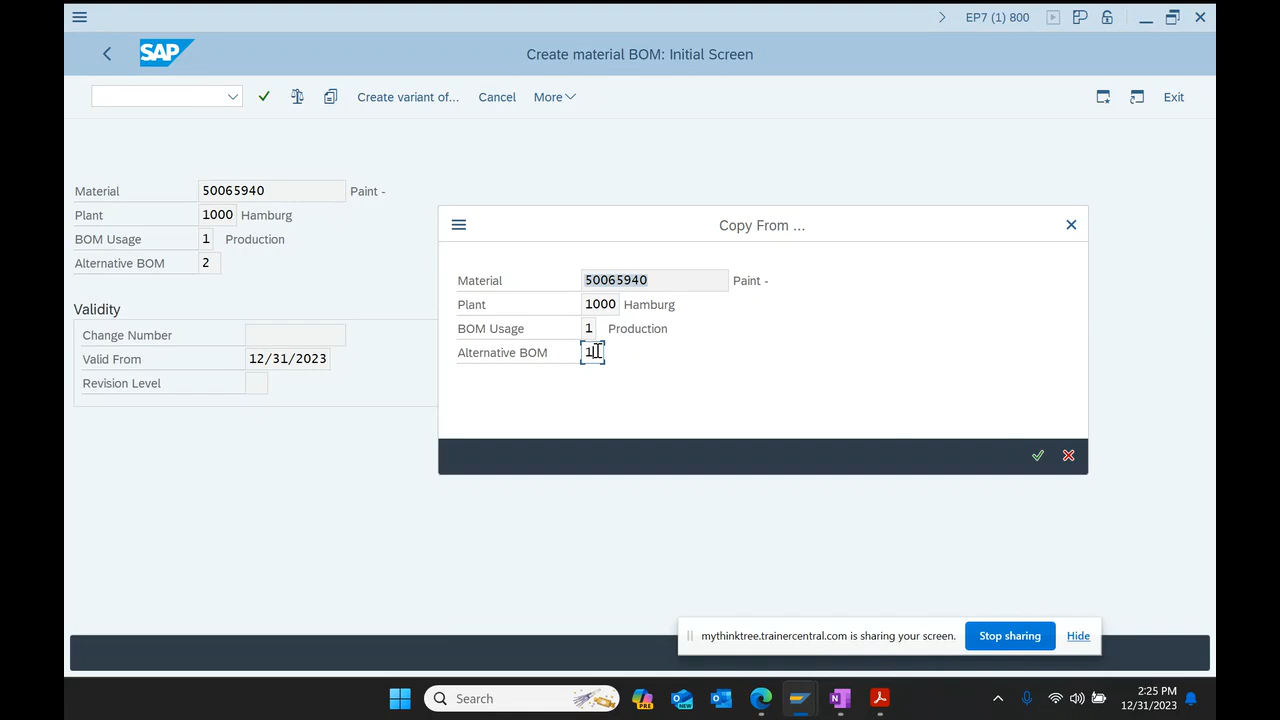 EP7 (1) 800
SAP
Create material BOM: Initial Screen
Create variant of...
Cancel
More
Exit
Material 50065940 Paint -
Plant 1000 Hamburg
BOM Usage 1 Production
Alternative BOM 2
Validity
Change Number
Valid From 12/31/2023
Revision Level
Copy From ...
Material 50065940 Paint -
Plant 1000 Hamburg
BOM Usage 1 Production
Alternative BOM 1
mythinktree.trainercentral.com is sharing your screen. Stop sharing Hide
Search
PRE
NEW
2:25 PM
12/31/2023